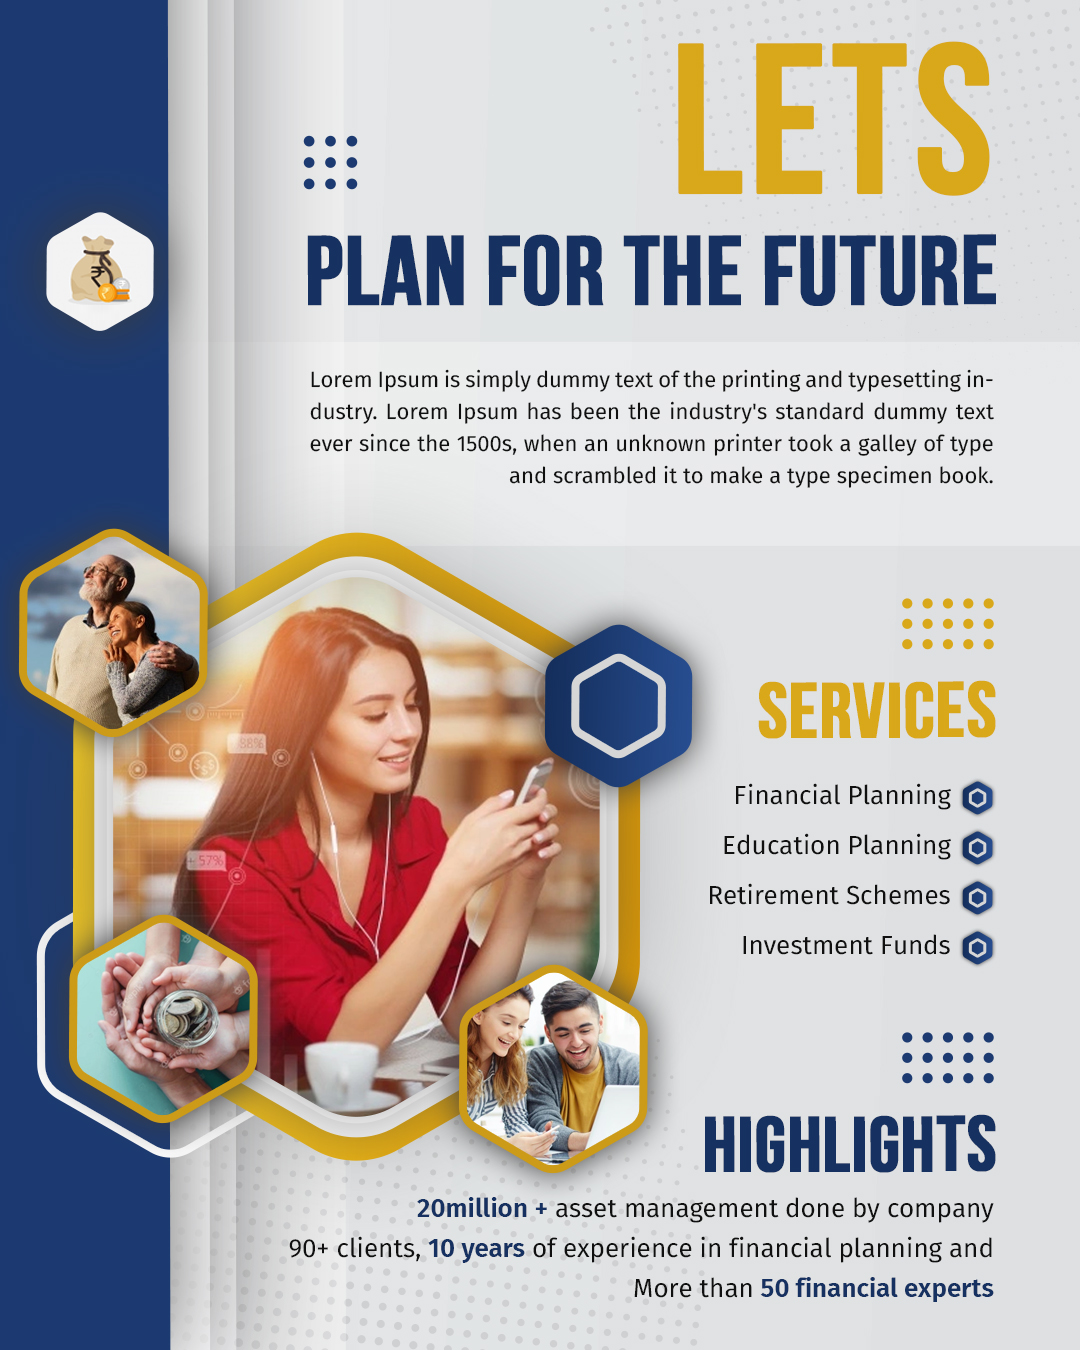 LETS
PLAN FOR THE FUTURE
Lorem Ipsum is simply dummy text of the printing and typesetting in-
dustry. Lorem Ipsum has been the industry's standard dummy text
ever since the 1500s, when an unknown printer took a galley of type
and scrambled it to make a type specimen book.
₹
88%
+ 57%
SERVICES
Financial Planning
Education Planning
Retirement Schemes
Investment Funds
HIGHLIGHTS
20million + asset management done by company
90+ clients, 10 years of experience in financial planning and
More than 50 financial experts